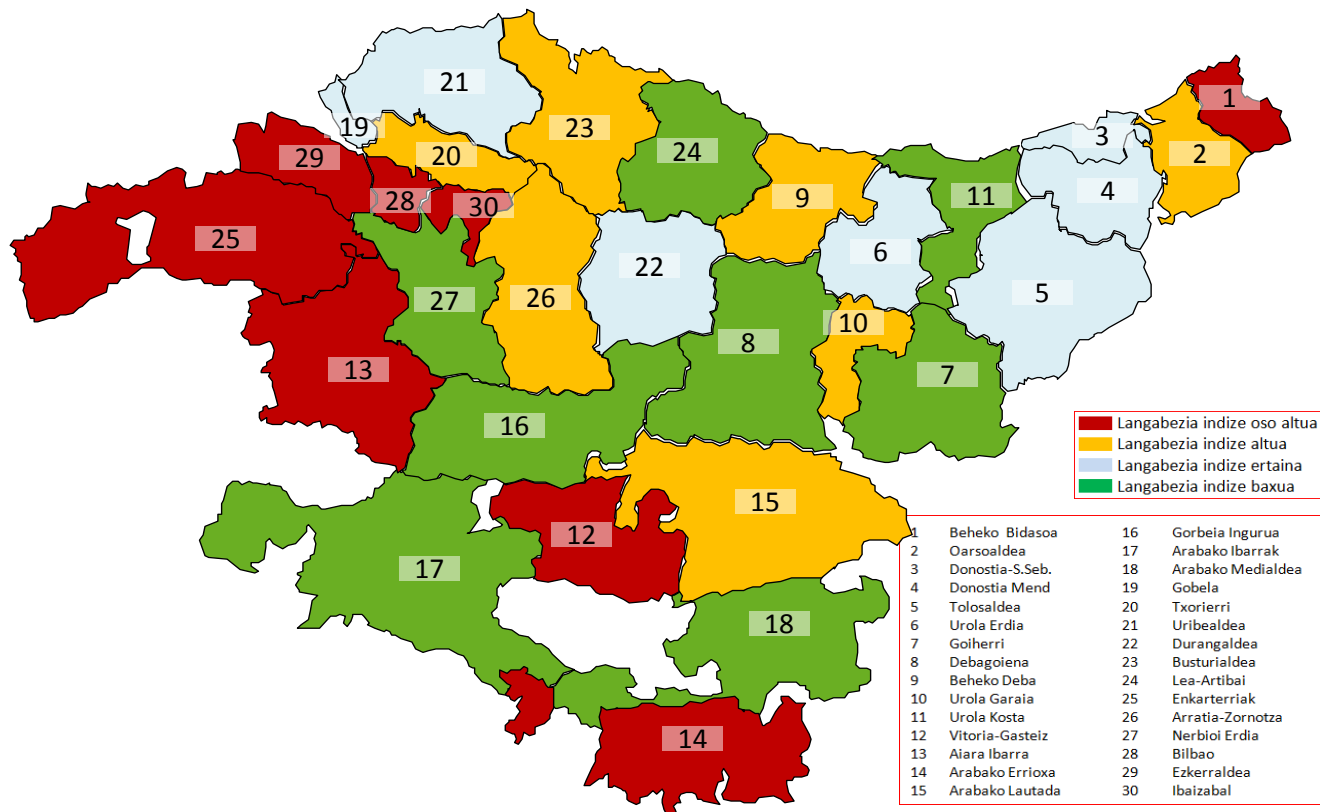 21
1
19
23
3
2
20
24
29
4
9
11
28
30
25
22
6
27
26
5
10
8
13
7
16
15
12
17
18
14
Langabezia indize oso altua
Langabezia indize altua
Langabezia indize ertaina
Langabezia indize baxua
1 Beheko Bidasoa 16 Gorbeia Ingurua
2 Oarsoaldea 17 Arabako Ibarrak
3 Donostia-S.Seb. 18 Arabako Medialdea
4 Donostia Mend 19 Gobela
5 Tolosaldea 20 Txorierri
6 Urola Erdia 21 Uribealdea
7 Goiherri 22 Durangaldea
8 Debagoiena 23 Busturialdea
9 Beheko Deba 24 Lea-Artibai
10 Urola Garaia 25 Enkarterriak
11 Urola Kosta 26 Arratia-Zornotza
12 Vitoria-Gasteiz 27 Nerbioi Erdia
13 Aiara Ibarra 28 Bilbao
14 Arabako Errioxa 29 Ezkerraldea
15 Arabako Lautada 30 Ibaizabal